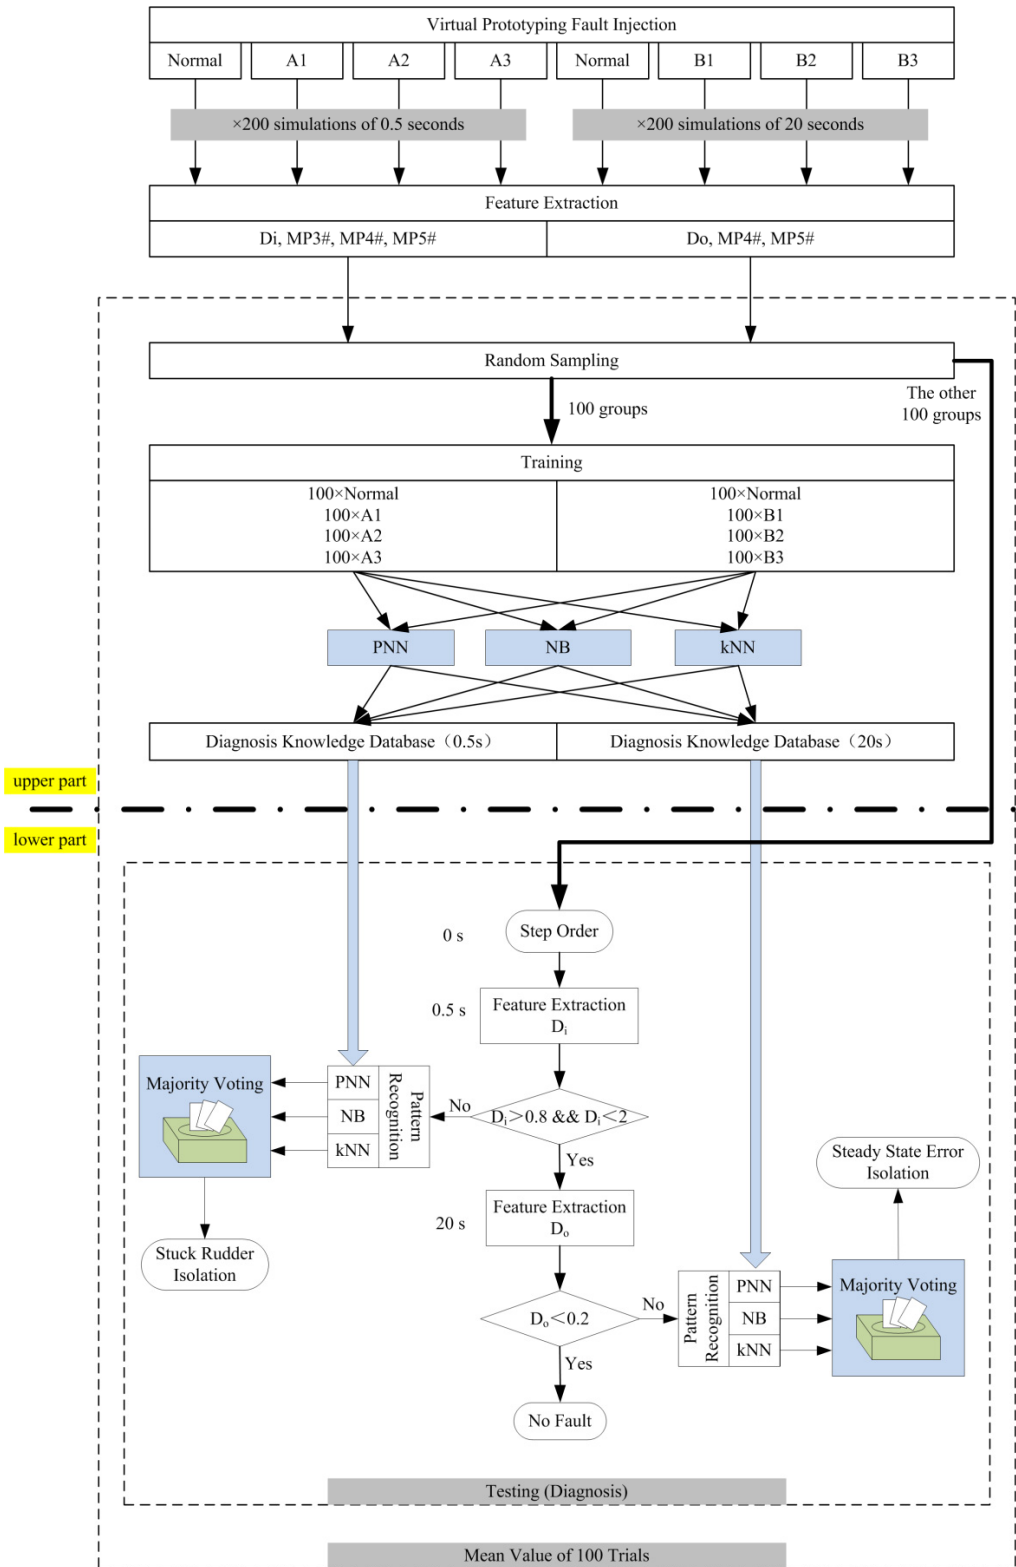 Virtual Prototyping Fault Injection
Normal
A1
A2
A3
Normal
B1
B2
B3
×200 simulations of 0.5 seconds
×200 simulations of 20 seconds
Feature Extraction
Di, MP3#, MP4#, MP5#
Do, MP4#, MP5#
Random Sampling
100 groups
The other
100 groups
Training
100×Normal
100×A1
100×A2
100×A3
100×Normal
100×B1
100×B2
100×B3
PNN
NB
kNN
Diagnosis Knowledge Database（0.5s）
Diagnosis Knowledge Database（20s）
upper part
lower part
0 s
Step Order
0.5 s
Feature Extraction
Di
Di＞0.8 && Di＜2
No
Yes
Pattern
Recognition
PNN
NB
kNN
Majority Voting
Stuck Rudder
Isolation
20 s
Feature Extraction
Do
Do＜0.2
No
Yes
No Fault
Pattern
Recognition
PNN
NB
kNN
Majority Voting
Steady State Error
Isolation
Testing (Diagnosis)
Mean Value of 100 Trials